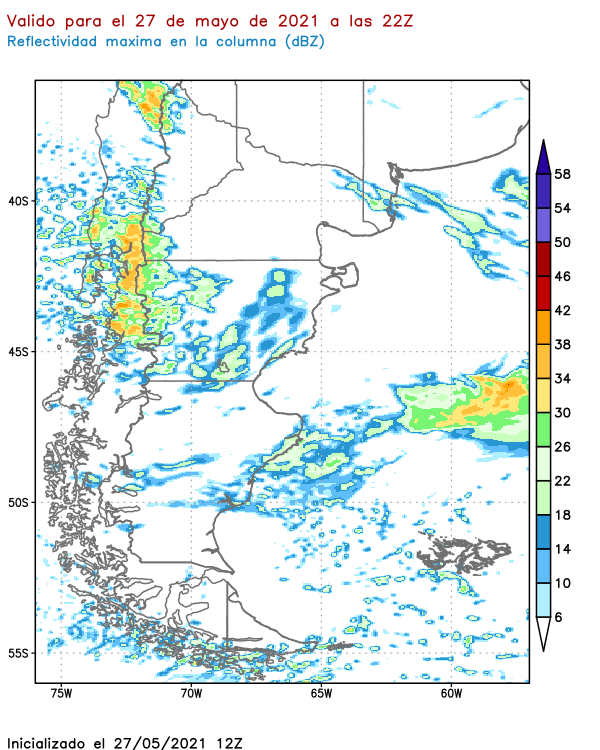 Valido para el 27 de mayo de 2021 a las 22Z
Reflectividad maxima en la columna (dBZ)
58
54
50
46
42
38
34
30
26
22
18
14
10
6
40S
45S
50S
55S
75W 70W 65W 60W
Inicializado el 27/05/2021 12Z